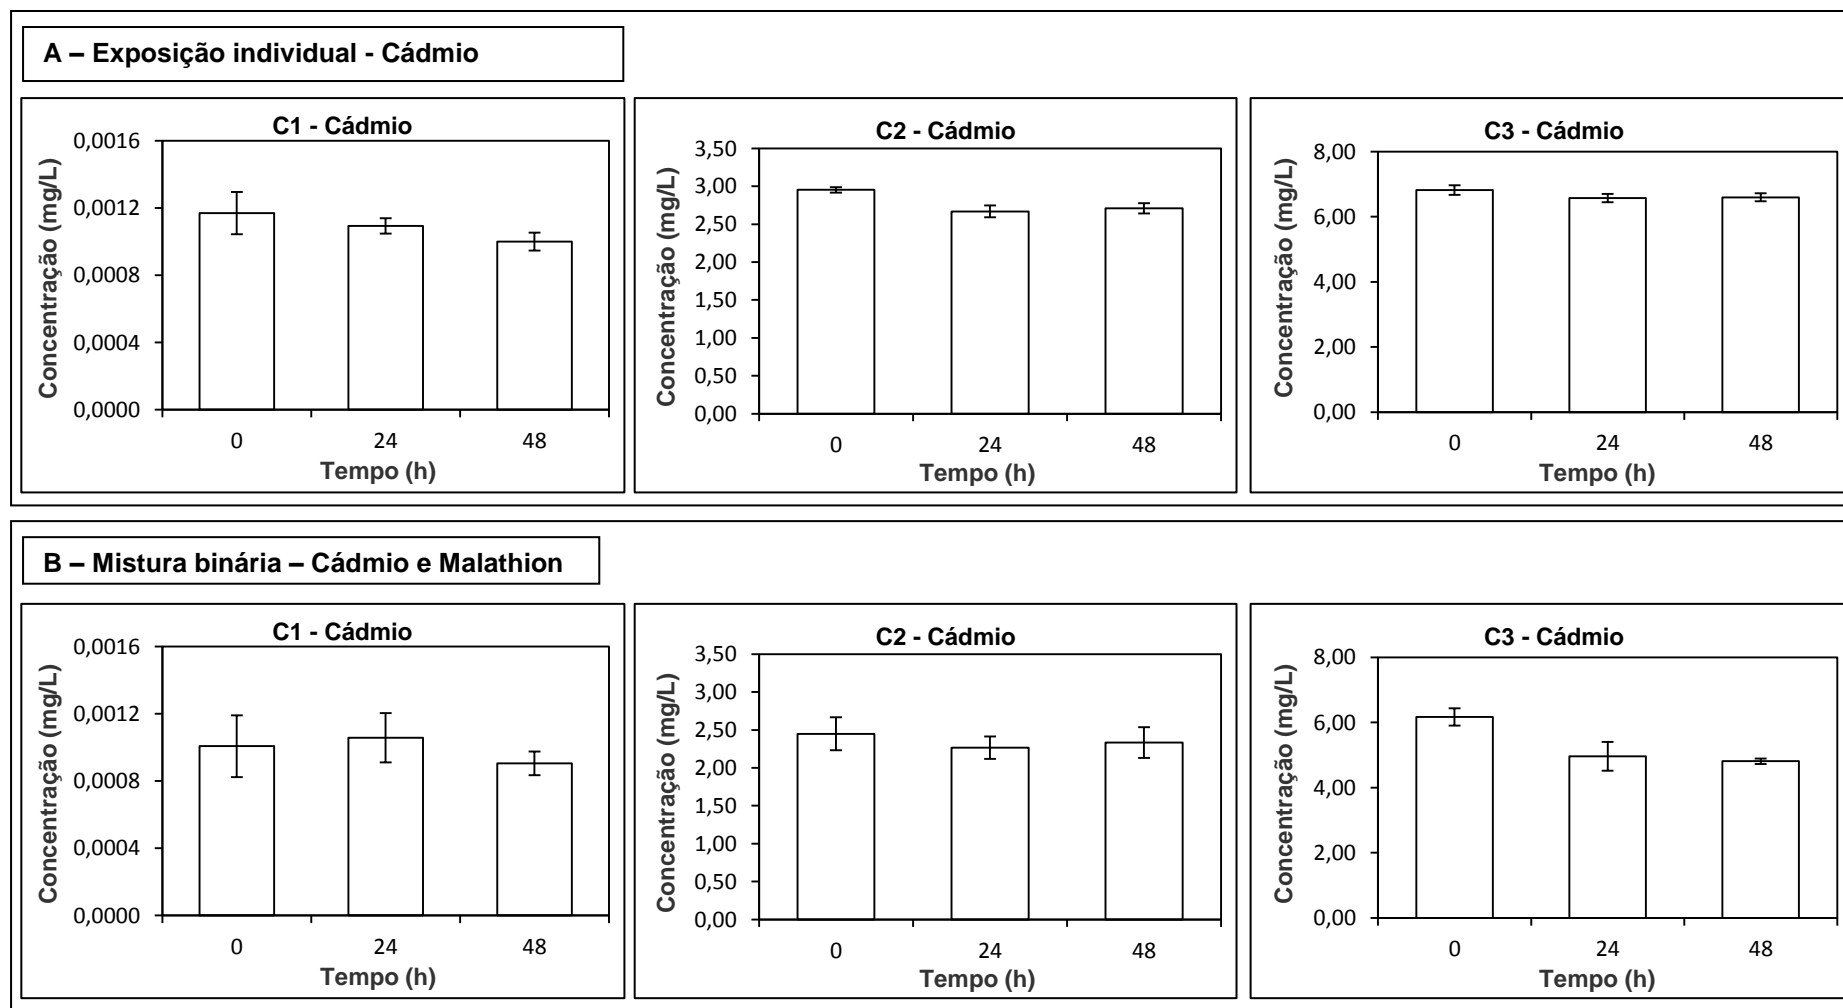 A – Exposição individual - Cádmio
C1 - Cádmio
Concentração (mg/L)
0,0016
0,0012
0,0008
0,0004
0,0000
0 24 48
Tempo (h)
C2 - Cádmio
Concentração (mg/L)
3,50
3,00
2,50
2,00
1,50
1,00
0,50
0,00
0 24 48
Tempo (h)
C3 - Cádmio
Concentração (mg/L)
8,00
6,00
4,00
2,00
0,00
0 24 48
Tempo (h)
B – Mistura binária – Cádmio e Malathion
C1 - Cádmio
Concentração (mg/L)
0,0016
0,0012
0,0008
0,0004
0,0000
0 24 48
Tempo (h)
C2 - Cádmio
Concentração (mg/L)
3,50
3,00
2,50
2,00
1,50
1,00
0,50
0,00
0 24 48
Tempo (h)
C3 - Cádmio
Concentração (mg/L)
8,00
6,00
4,00
2,00
0,00
0 24 48
Tempo (h)